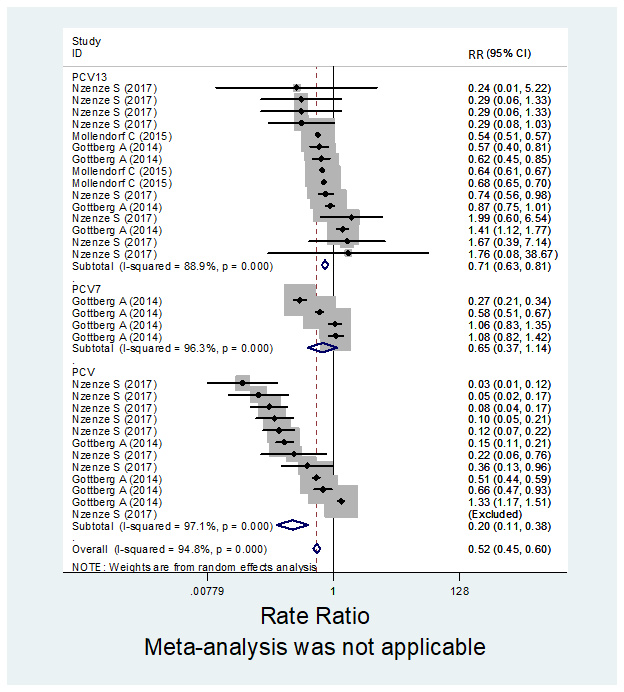 Study
ID RR (95% CI)
PCV13
Nzenze S (2017) 0.24 (0.01, 5.22)
Nzenze S (2017) 0.29 (0.06, 1.33)
Nzenze S (2017) 0.29 (0.06, 1.33)
Nzenze S (2017) 0.29 (0.08, 1.03)
Mollendorf C (2015) 0.54 (0.51, 0.57)
Gottberg A (2014) 0.57 (0.40, 0.81)
Gottberg A (2014) 0.62 (0.45, 0.85)
Mollendorf C (2015) 0.64 (0.61, 0.67)
Mollendorf C (2015) 0.68 (0.65, 0.70)
Nzenze S (2017) 0.74 (0.56, 0.98)
Gottberg A (2014) 0.87 (0.75, 1.01)
Nzenze S (2017) 1.99 (0.60, 6.54)
Gottberg A (2014) 1.41 (1.12, 1.77)
Nzenze S (2017) 1.67 (0.39, 7.14)
Nzenze S (2017) 1.76 (0.08, 38.67)
Subtotal (I-squared = 88.9%, p = 0.000) 0.71 (0.63, 0.81)
.
PCV7
Gottberg A (2014) 0.27 (0.21, 0.34)
Gottberg A (2014) 0.58 (0.51, 0.67)
Gottberg A (2014) 1.06 (0.83, 1.35)
Gottberg A (2014) 1.08 (0.82, 1.42)
Subtotal (I-squared = 96.3%, p = 0.000) 0.65 (0.37, 1.14)
.
PCV
Nzenze S (2017) 0.03 (0.01, 0.12)
Nzenze S (2017) 0.05 (0.02, 0.17)
Nzenze S (2017) 0.08 (0.04, 0.17)
Nzenze S (2017) 0.10 (0.05, 0.21)
Nzenze S (2017) 0.12 (0.07, 0.22)
Gottberg A (2014) 0.15 (0.11, 0.21)
Nzenze S (2017) 0.22 (0.06, 0.76)
Nzenze S (2017) 0.36 (0.13, 0.96)
Gottberg A (2014) 0.51 (0.44, 0.59)
Gottberg A (2014) 0.66 (0.47, 0.93)
Gottberg A (2014) 1.33 (1.17, 1.51)
Nzenze S (2017) (Excluded)
Subtotal (I-squared = 97.1%, p = 0.000) 0.20 (0.11, 0.38)
.
Overall (I-squared = 94.8%, p = 0.000) 0.52 (0.45, 0.60)
NOTE: Weights are from random effects analysis
.00779 1 128
Rate Ratio
Meta-analysis was not applicable